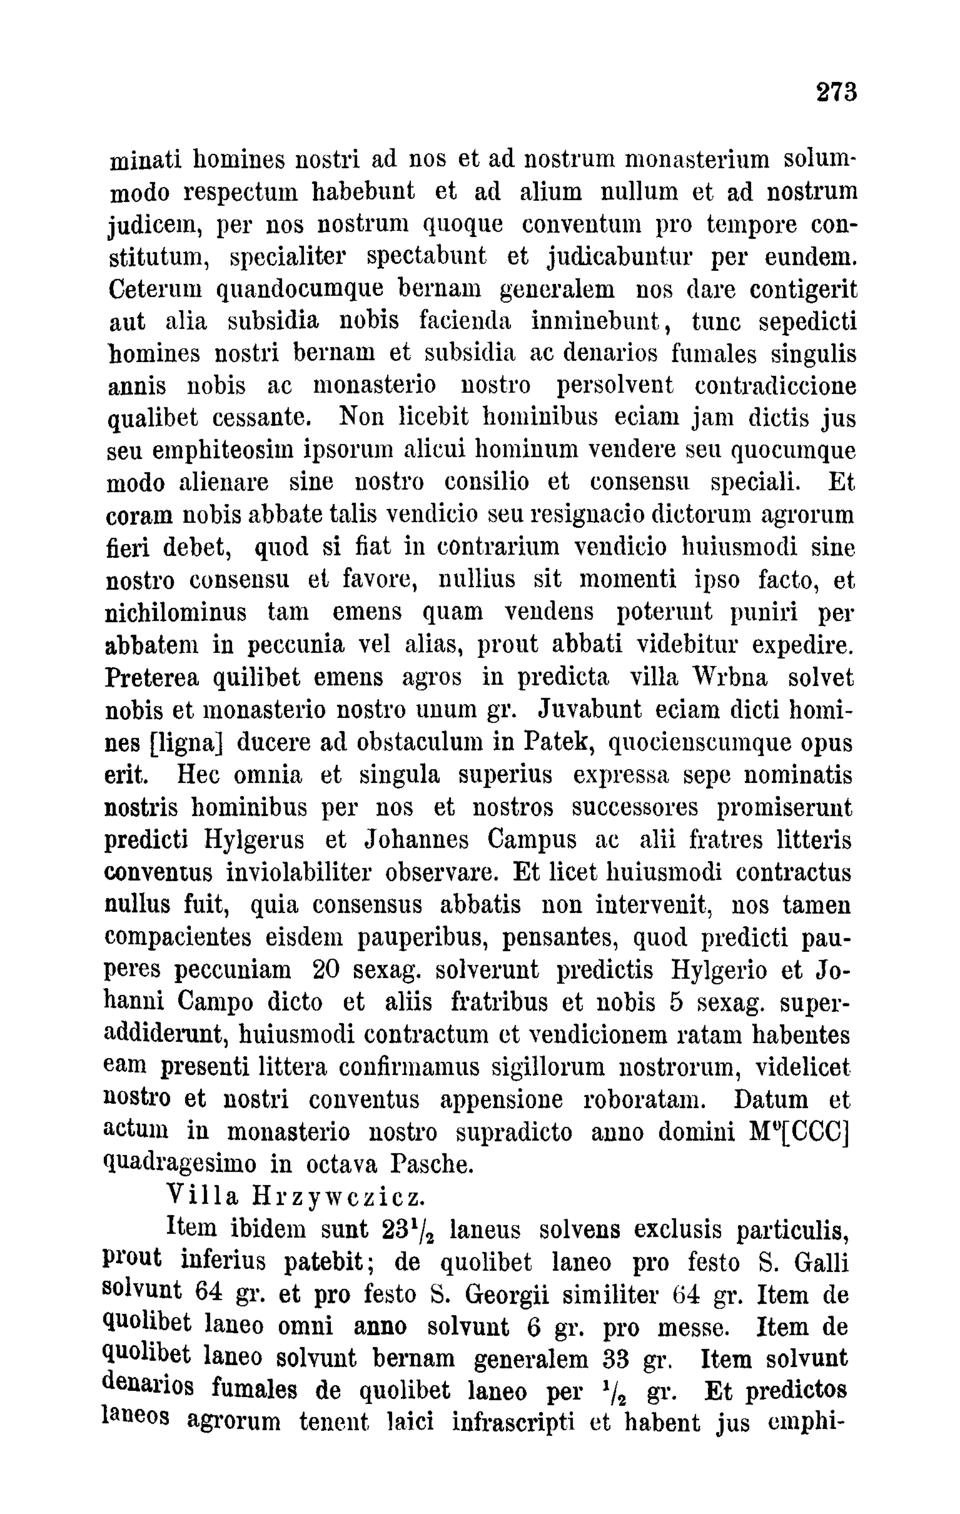 273
minati homines nostri ad nos et ad nostrum monasterium solum-
modo respectum habebunt et ad alium nullum et ad nostrum
judicem, per nos nostrum quoque conventum pro tempore con-
stitutum, specialiter spectabunt et judicabuntur per eundem.
Ceterum quandocumque bernam generalem nos dare contigerit
aut alia subsidia nobis facienda inminebunt, tunc sepedicti
homines nostri bernam et subsidia ac denarios fumales singulis
annis nobis ac monasterio nostro persolvent contradiccione
qualibet cessante. Non licebit hominibus eciam jam dictis jus
seu emphiteosim ipsorum alicui hominum vendere seu quocumque
modo alienare sine nostro consilio et consensu speciali. Et
coram nobis abbate talis vendicio seu resignacio dictorum agrorum
fieri debet, quod si fiat in contrarium vendicio huiusmodi sine
nostro consensu et favore, nullius sit momenti ipso facto, et
nichilominus tam emens quam vendens poterunt puniri per
abbatem in peccunia vel alias, prout abbati videbitur expedire.
Preterea quilibet emens agros in predicta villa Wrbna solvet
nobis et monasterio nostro unum gr. Juvabunt eciam dicti homi-
nes [ligna] ducere ad obstaculum in Patek, quocienscumque opus
erit. Hec omnia et singula superius expressa sepe nominatis
nostris hominibus per nos et nostros successores promiserunt
predicti Hylgerus et Johannes Campus ac alii fratres litteris
conventus inviolabiliter observare. Et licet huiusmodi contractus
nullus fuit, quia consensus abbatis non intervenit, nos tamen
compacientes eisdem pauperibus, pensantes, quod predicti pau-
peres peccuniam 20 sexag. solverunt predictis Hylgerio et Jo-
hanni Campo dicto et aliis fratribus et nobis 5 sexag. super-
addiderunt, huiusmodi contractum et vendicionem ratam habentes
eam presenti littera confirmamus sigillorum nostrorum, videlicet
nostro et nostri conventus appensione roboratam. Datum et
actum in monasterio nostro supradicto anno domini Mº[CCC]
quadragesimo in octava Pasche.
Villa Hrzywczicz.
Item ibidem sunt 23¹/₂ laneus solvens exclusis particulis,
prout inferius patebit; de quolibet laneo pro festo S. Galli
solvunt 64 gr. et pro festo S. Georgii similiter 64 gr. Item de
quolibet laneo omni anno solvunt 6 gr. pro messe. Item de
quolibet laneo solvunt bernam generalem 33 gr. Item solvunt
denarios fumales de quolibet laneo per ¹/₂ gr. Et predictos
laneos agrorum tenent laici infrascripti et habent jus emphi-